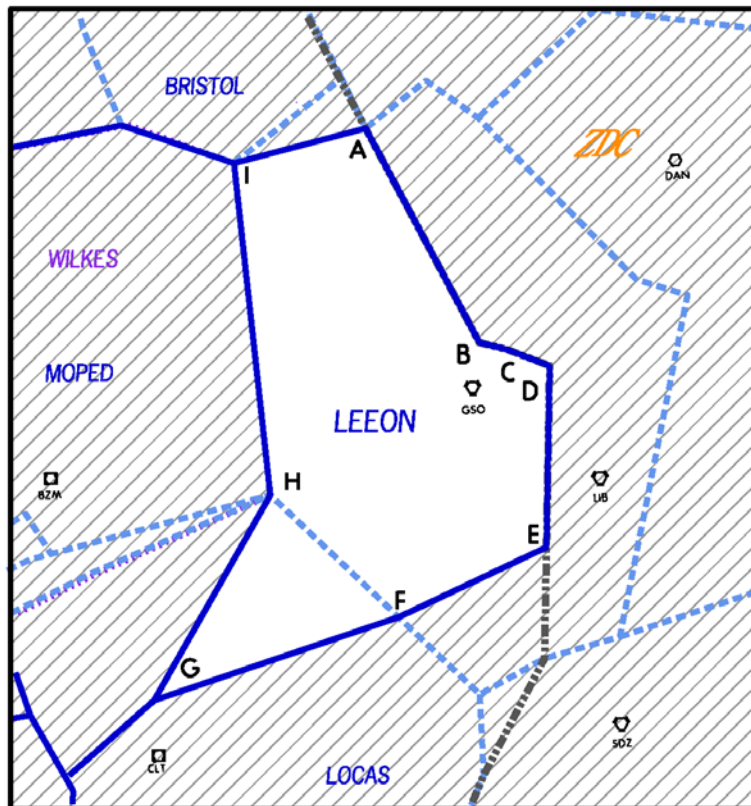 BRISTOL
A
ZDC
DAN
I
WILKES
B
C
MOPED
D
GSO
LEEON
H
BZM
LIB
E
F
G
SDZ
CLT
LOCAS